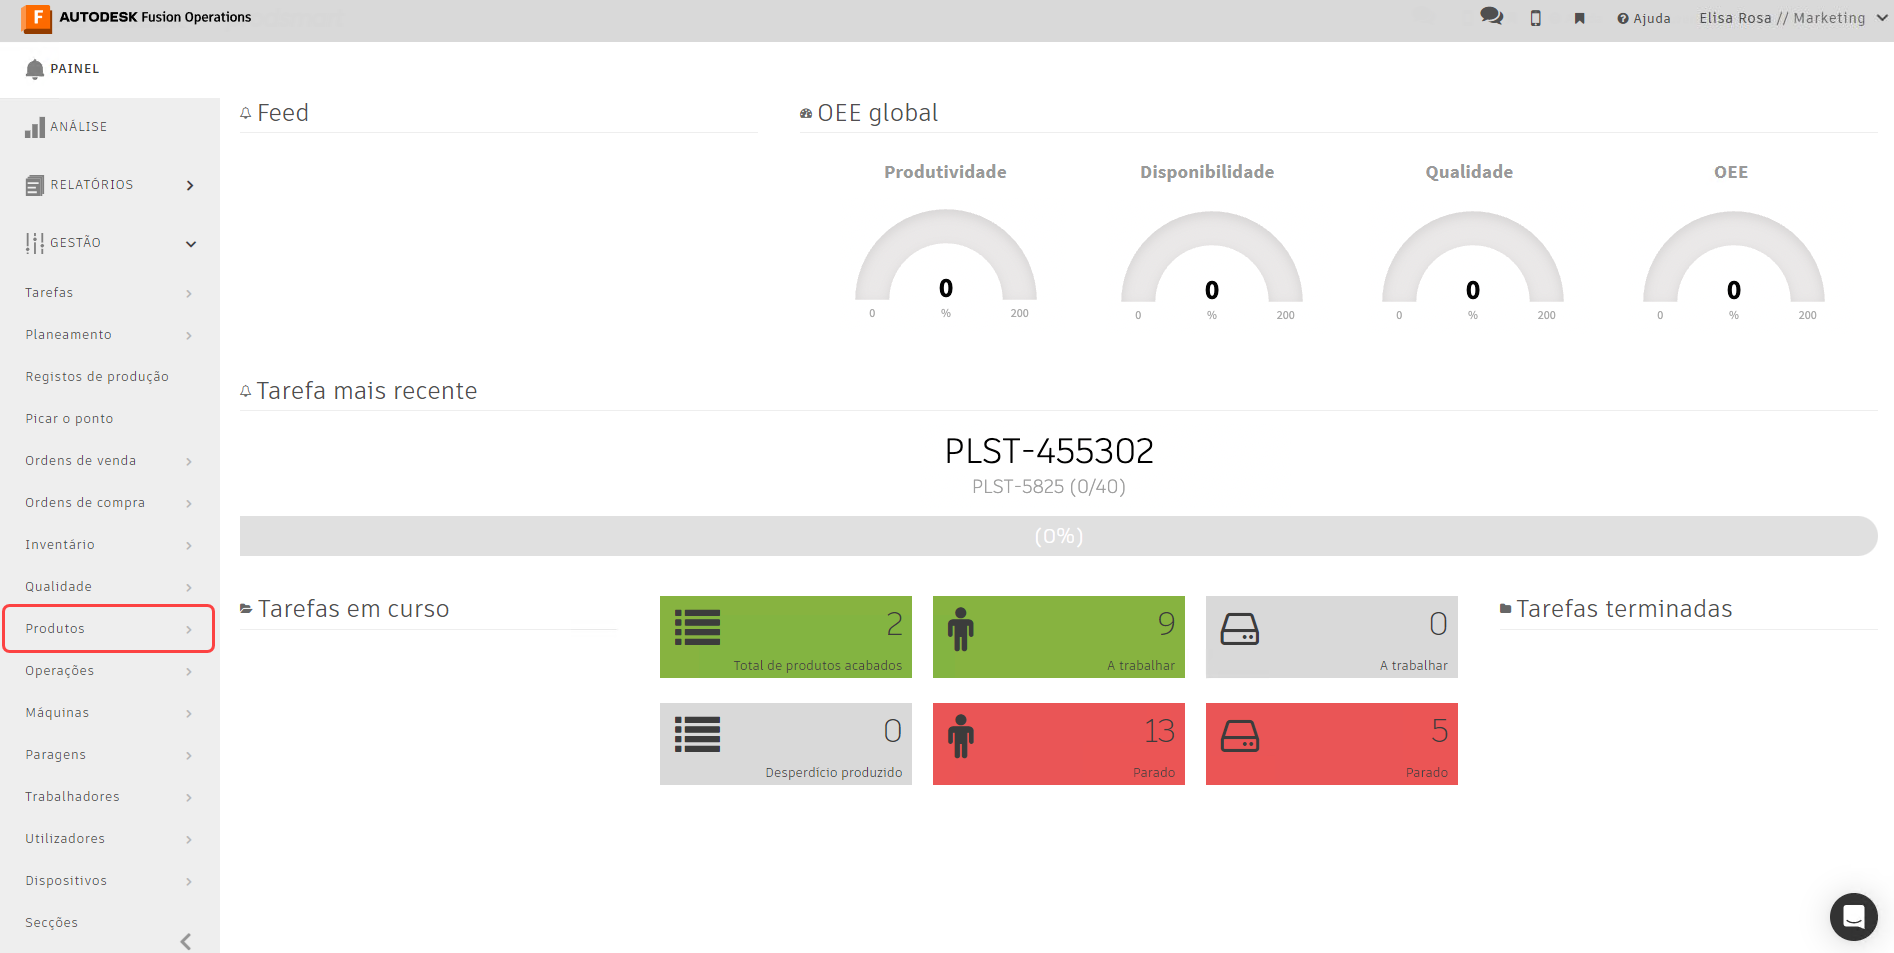 F AUTODESK Fusion Operations
Ajuda
Elisa Rosa // Marketing
PAINEL
ANÁLISE
RELATÓRIOS
GESTÃO
Tarefas
Planeamento
Registos de produção
Picar o ponto
Ordens de venda
Ordens de compra
Inventário
Qualidade
Produtos
Operações
Máquinas
Paragens
Trabalhadores
Utilizadores
Dispositivos
Secções
Feed
OEE global
Produtividade
0
0 % 200
Disponibilidade
0
0 % 200
Qualidade
0
0 % 200
OEE
0
0 % 200
Tarefa mais recente
PLST-455302
PLST-5825 (0/40)
(0%)
Tarefas em curso
2
Total de produtos acabados
9
A trabalhar
0
A trabalhar
0
Desperdício produzido
13
Parado
5
Parado
Tarefas terminadas